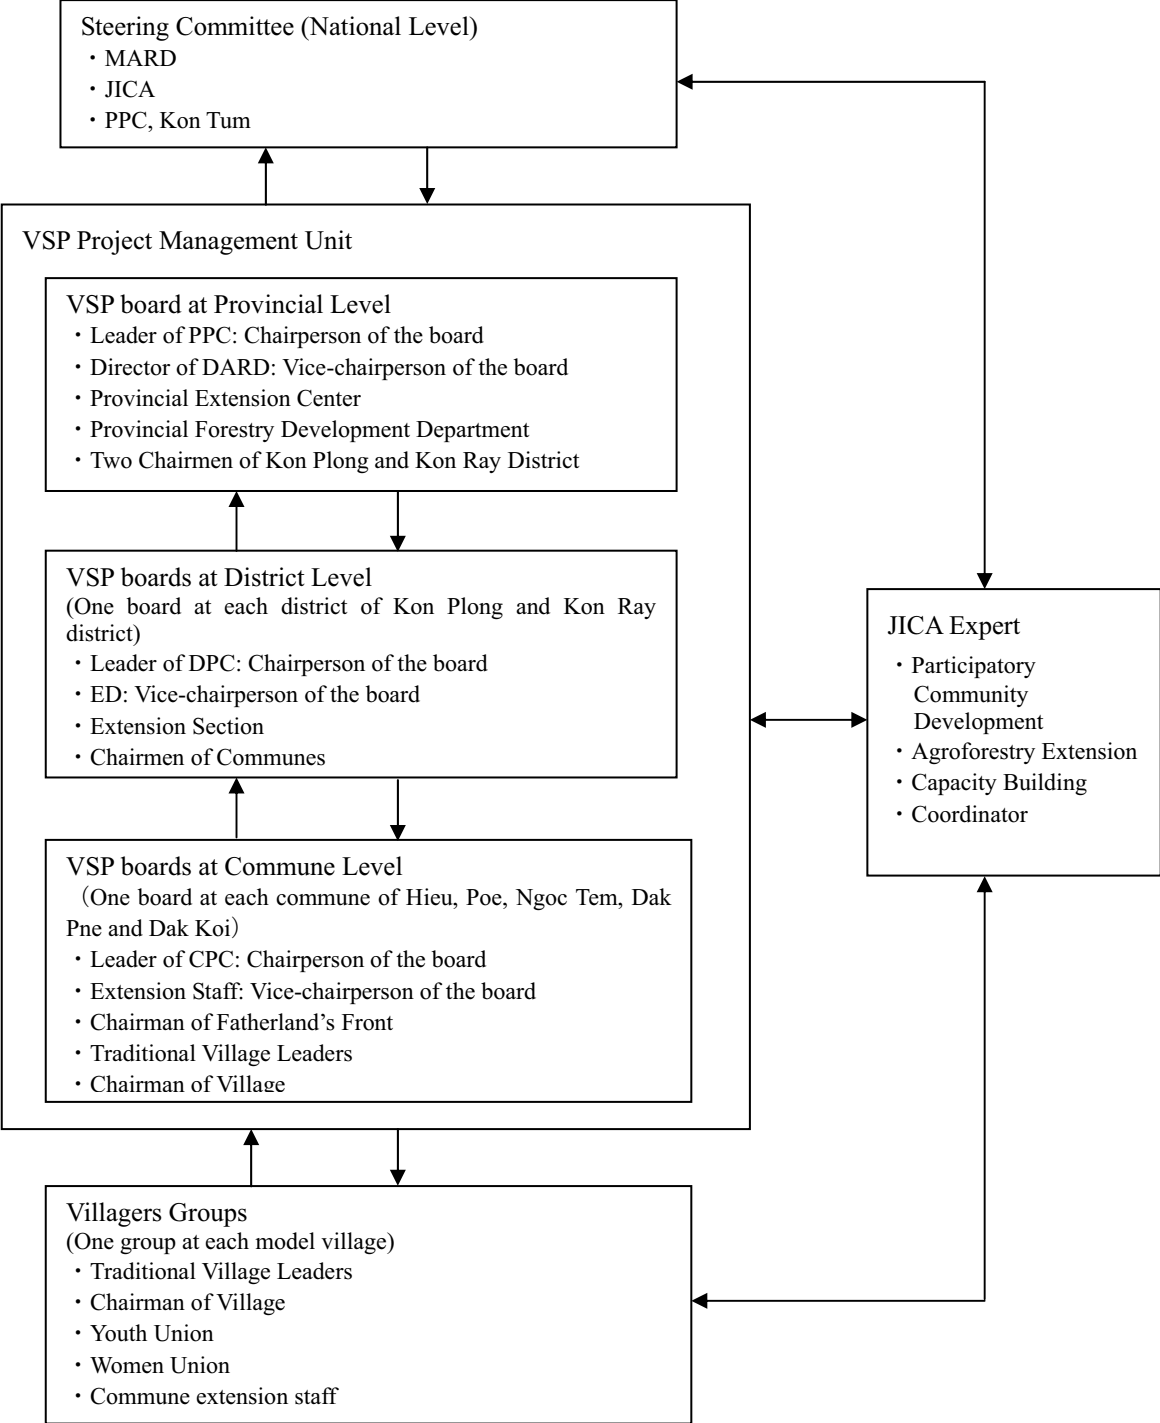 Steering Committee (National Level)
・MARD
・JICA
・PPC, Kon Tum
VSP Project Management Unit
VSP board at Provincial Level
・Leader of PPC: Chairperson of the board
・Director of DARD: Vice-chairperson of the board
・Provincial Extension Center
・Provincial Forestry Development Department
・Two Chairmen of Kon Plong and Kon Ray District
VSP boards at District Level
(One board at each district of Kon Plong and Kon Ray
district)
・Leader of DPC: Chairperson of the board
・ED: Vice-chairperson of the board
・Extension Section
・Chairmen of Communes
VSP boards at Commune Level
（One board at each commune of Hieu, Poe, Ngoc Tem, Dak
Pne and Dak Koi）
・Leader of CPC: Chairperson of the board
・Extension Staff: Vice-chairperson of the board
・Chairman of Fatherland’s Front
・Traditional Village Leaders
・Chairman of Village
Villagers Groups
(One group at each model village)
・Traditional Village Leaders
・Chairman of Village
・Youth Union
・Women Union
・Commune extension staff
JICA Expert
・Participatory
Community
Development
・Agroforestry Extension
・Capacity Building
・Coordinator